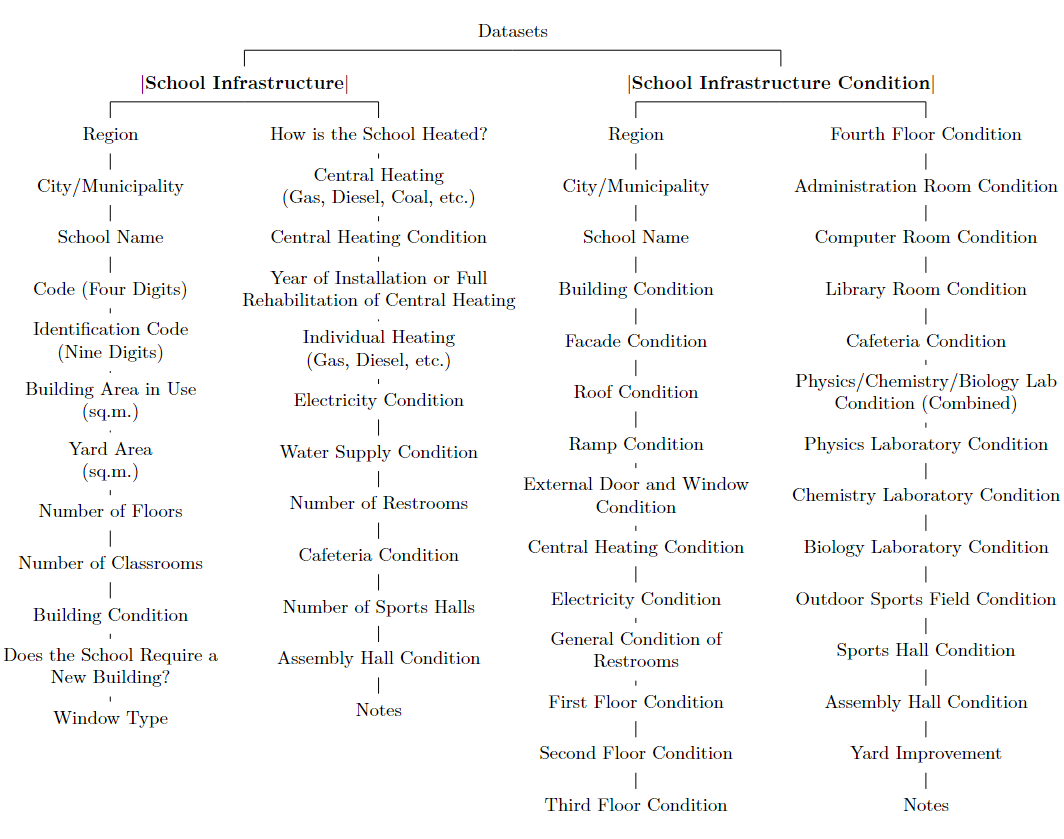 Datasets
|School Infrastructure|
Region
City/Municipality
School Name
Code (Four Digits)
Identification Code
(Nine Digits)
Building Area in Use
(sq.m.)
Yard Area
(sq.m.)
Number of Floors
Number of Classrooms
Building Condition
Does the School Require a
New Building?
Window Type
How is the School Heated?
Central Heating
(Gas, Diesel, Coal, etc.)
Central Heating Condition
Year of Installation or Full
Rehabilitation of Central Heating
Individual Heating
(Gas, Diesel, etc.)
Electricity Condition
Water Supply Condition
Number of Restrooms
Cafeteria Condition
Number of Sports Halls
Assembly Hall Condition
Notes
|School Infrastructure Condition|
Region
City/Municipality
School Name
Building Condition
Facade Condition
Roof Condition
Ramp Condition
External Door and Window
Condition
Central Heating Condition
Electricity Condition
General Condition of
Restrooms
First Floor Condition
Second Floor Condition
Third Floor Condition
Fourth Floor Condition
Administration Room Condition
Computer Room Condition
Library Room Condition
Cafeteria Condition
Physics/Chemistry/Biology Lab
Condition (Combined)
Physics Laboratory Condition
Chemistry Laboratory Condition
Biology Laboratory Condition
Outdoor Sports Field Condition
Sports Hall Condition
Assembly Hall Condition
Yard Improvement
Notes